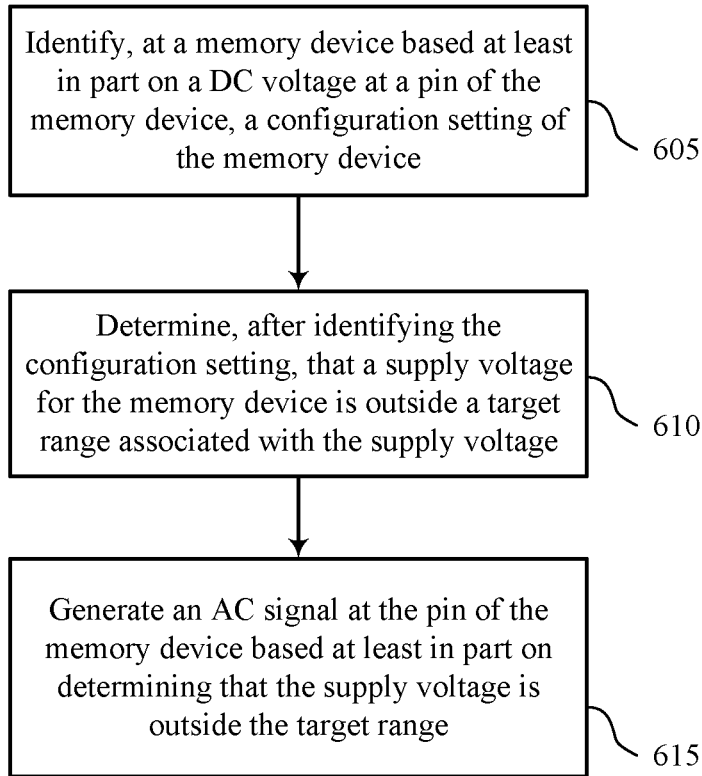 Identify, at a memory device based at least
in part on a DC voltage at a pin of the
memory device, a configuration setting of
the memory device
605
Determine, after identifying the
configuration setting, that a supply voltage
for the memory device is outside a target
range associated with the supply voltage
610
Generate an AC signal at the pin of the
memory device based at least in part on
determining that the supply voltage is
outside the target range
615